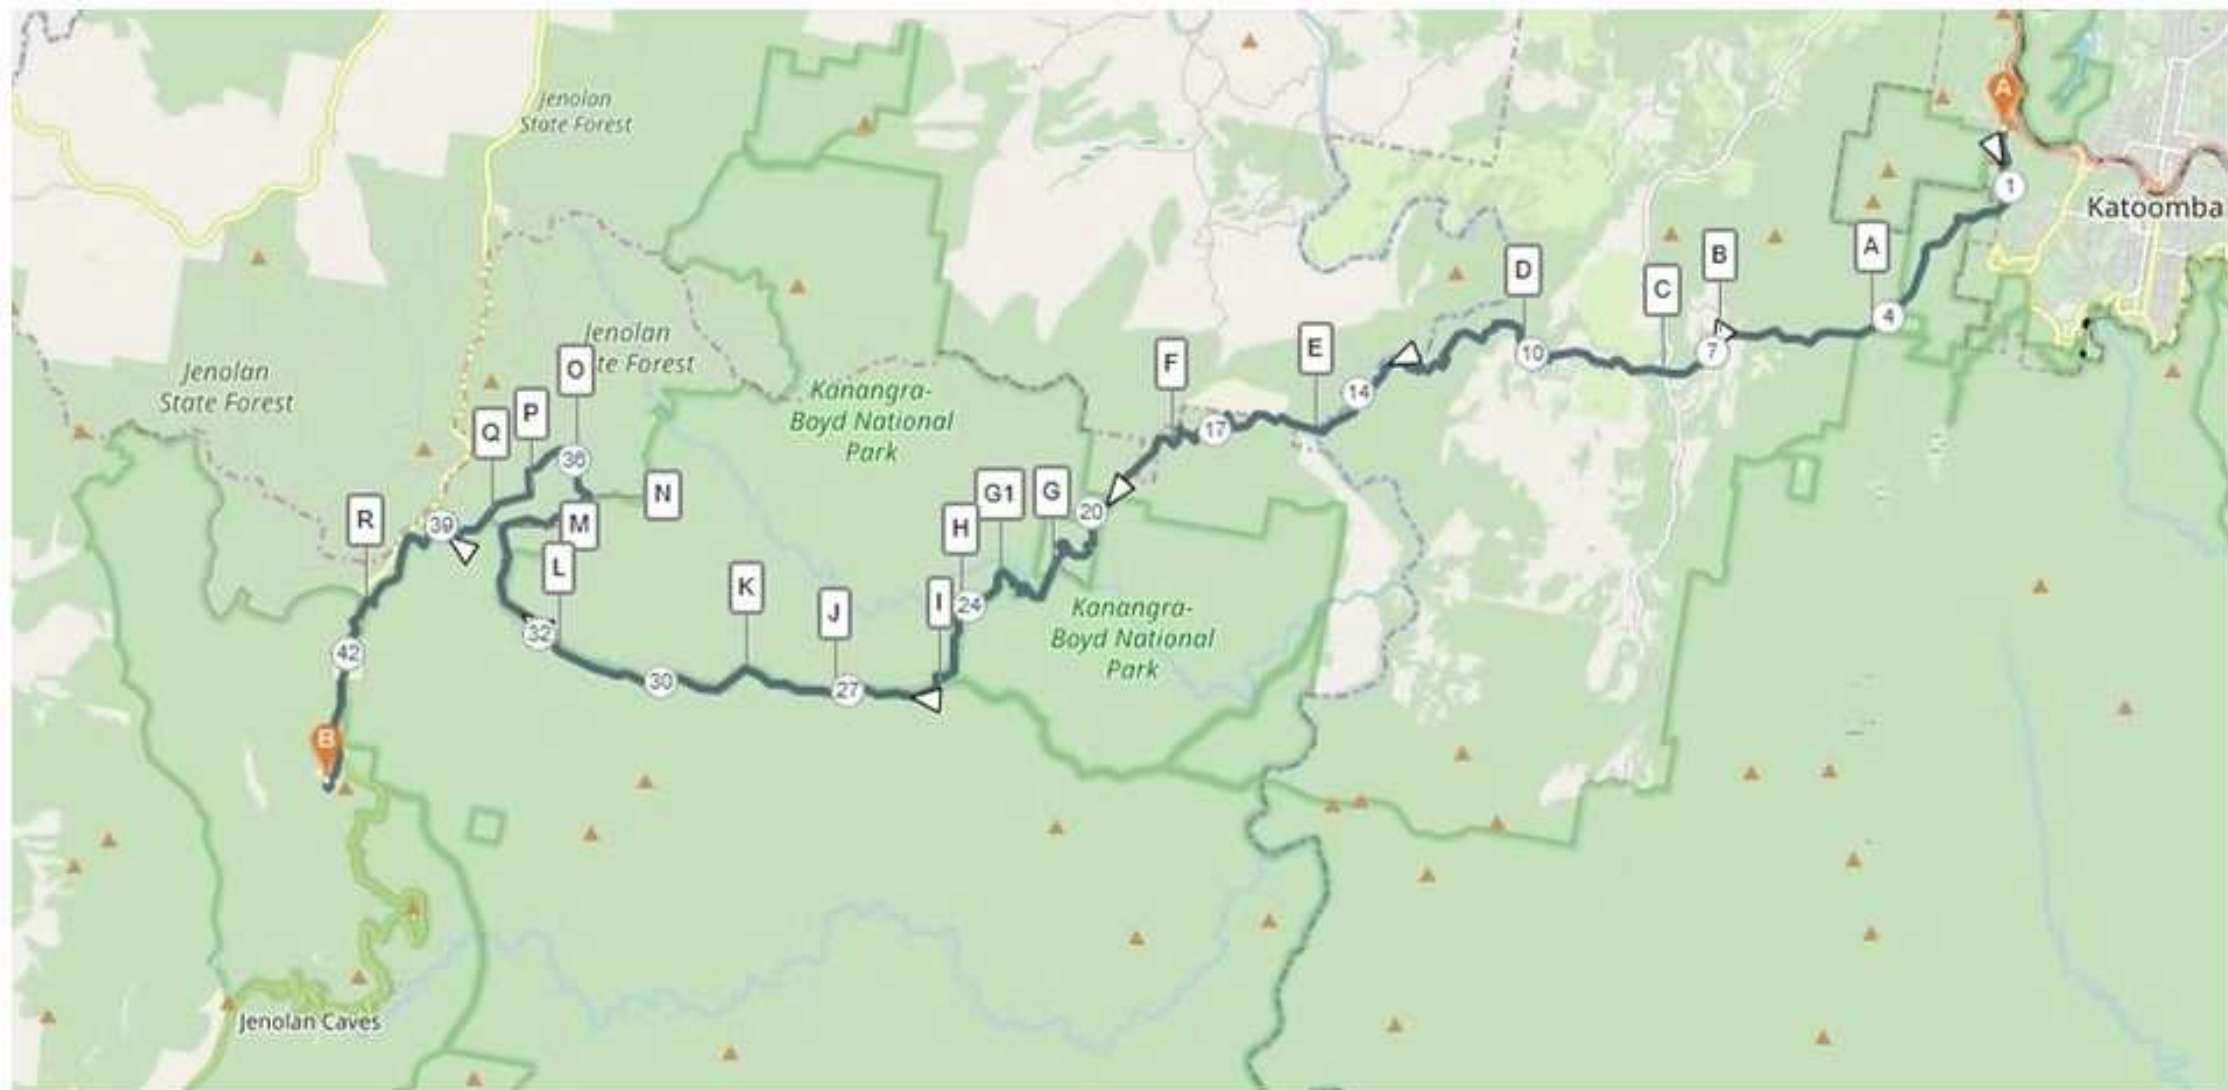 Jenolan
State Forest
A
1
Katoomba
A
B
D
C
4
7
10
E
14
F
17
Jenolan
te Forest
O
Jenolan
State Forest
Kanangra-
Boyd National
Park
P
Q
36
N
M
R
39
L
G1
G
H
20
24
I
Kanangra-
Boyd National
Park
K
J
32
30
27
42
B
Jenolan Caves